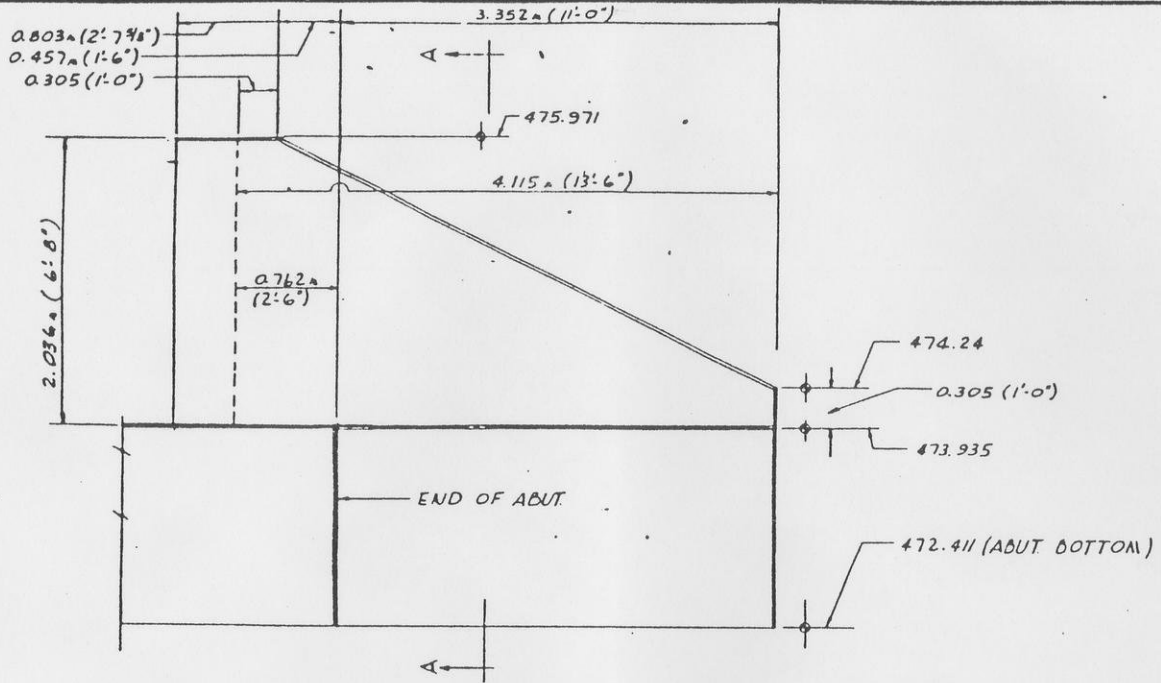 3.352m (11'-0")
0.803m (2'-7⅝")
0.457m (1'-6")
0.305 (1'-0")
A
475.971
4.115m (13'-6")
2.036m (6'-8")
0.762m
(2'-6")
474.24
0.305 (1'-0")
473.935
END OF ABUT.
472.411 (ABUT. BOTTOM)
A